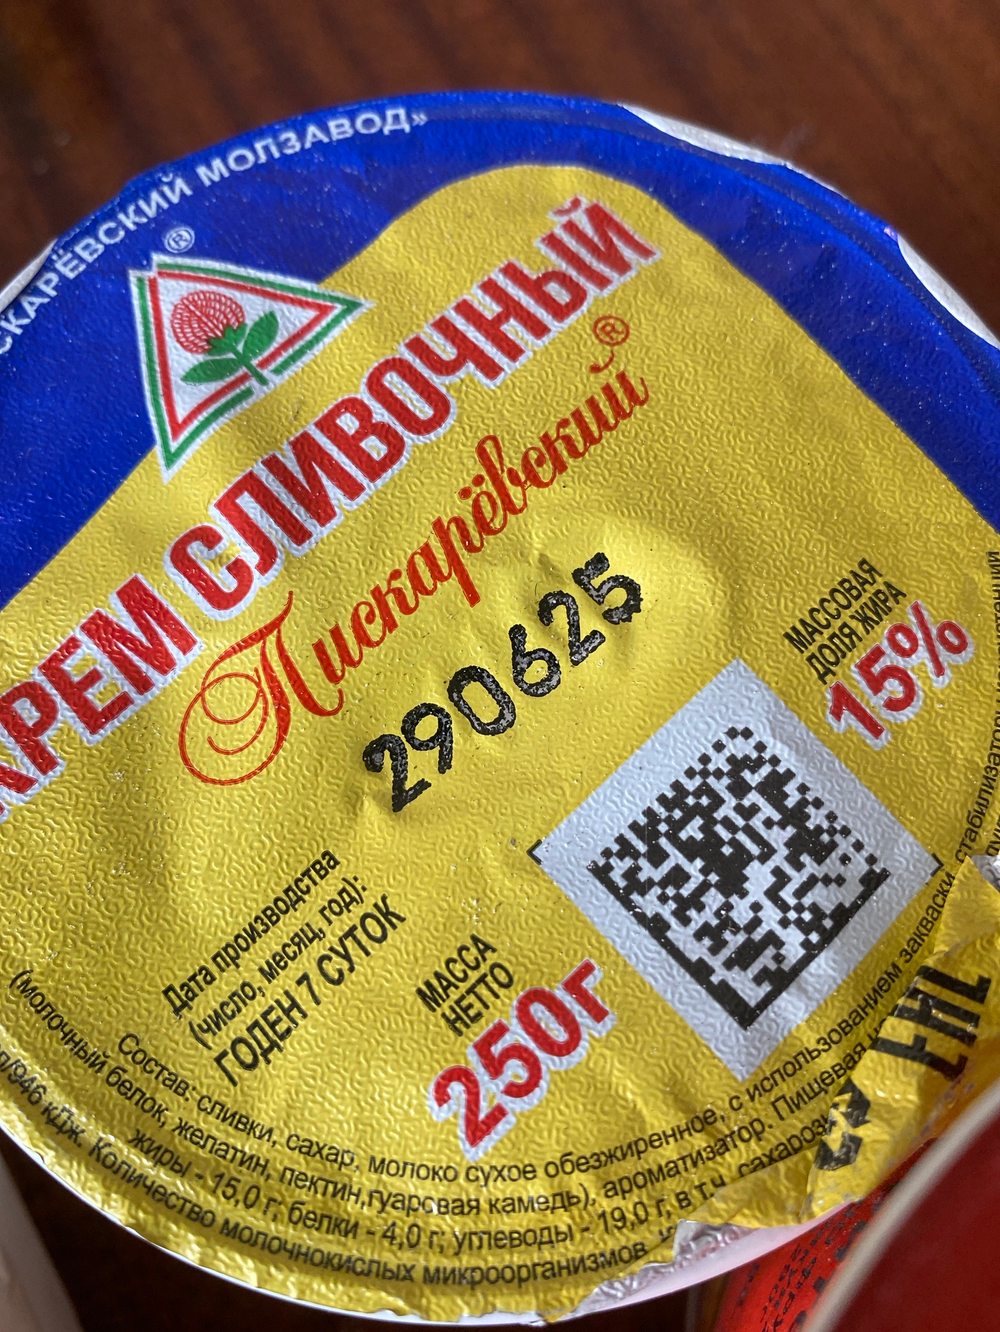 СКАРЁВСКИЙ МОЛЗАВОД»
®
КРЕМ СЛИВОЧНЫЙ
Пискарёвский®
290625
МАССОВАЯ
ДОЛЯ ЖИРА
15%
Дата производства
(число, месяц, год):
ГОДЕН 7 СУТОК
МАССА
НЕТТО
250г
Состав: сливки, сахар, молоко сухое обезжиренное, с использованием закваски, стабилизатор
(молочный белок, желатин, пектин,гуаровая камедь), ароматизатор. Пищевая
жиры - 15,0 г; белки - 4,0 г; углеводы - 19,0 г, в т.ч. сахароза
/946 кДж. Количество молочнокислых микроорганизмов
ЕАС